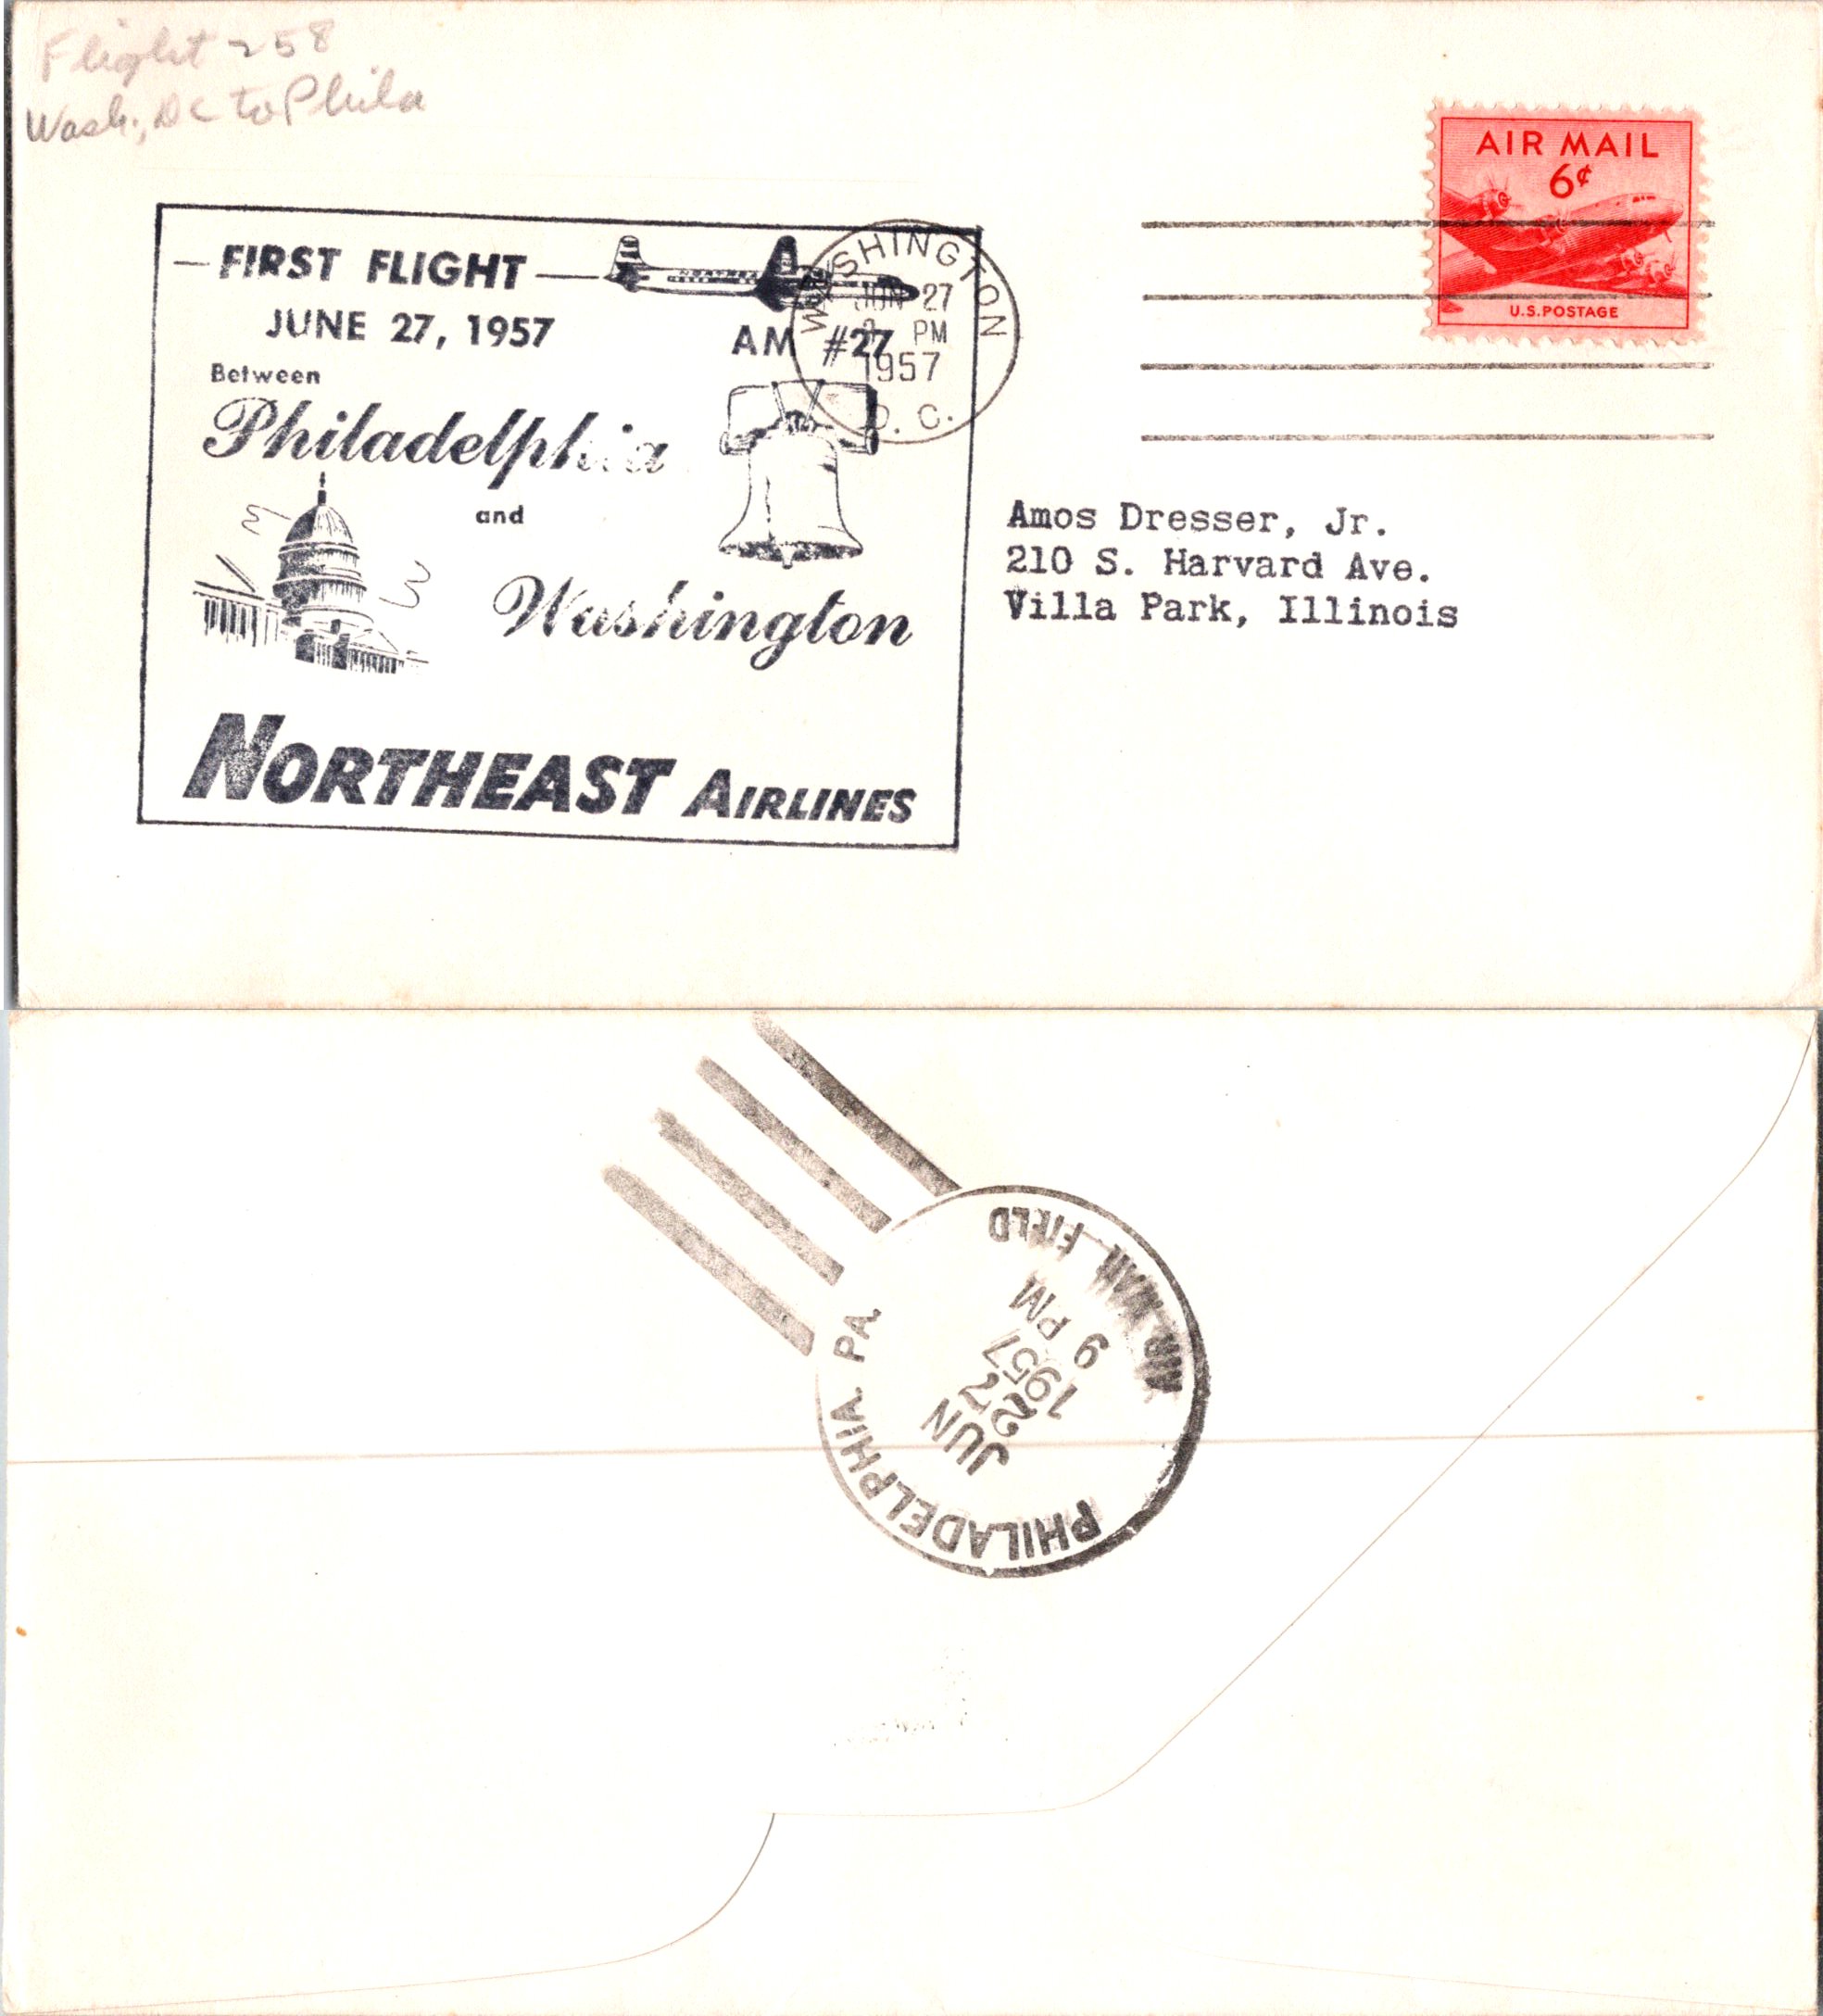 Flight 258
Wash., DC to Phila
AIR MAIL
6¢
U.S. POSTAGE
FIRST FLIGHT
JUNE 27, 1957
AM #27
Between
Philadelphia
and
Washington
NORTHEAST AIRLINES
WASHINGTON
JUN 27
PM
1957
D. C.
Amos Dresser, Jr.
210 S. Harvard Ave.
Villa Park, Illinois
PHILADELPHIA PA.
JUN
27
1957
9 PM
AIR MAIL FIELD